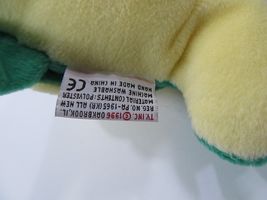 TY INC. ©1996 OAKBROOK,IL.
REG.NO.PA-1965(KR) ALL NEW
MATERIAL CONTENTS:POLYESTER
MACHINE WASHABLE
HAND MADE IN CHINA
CE